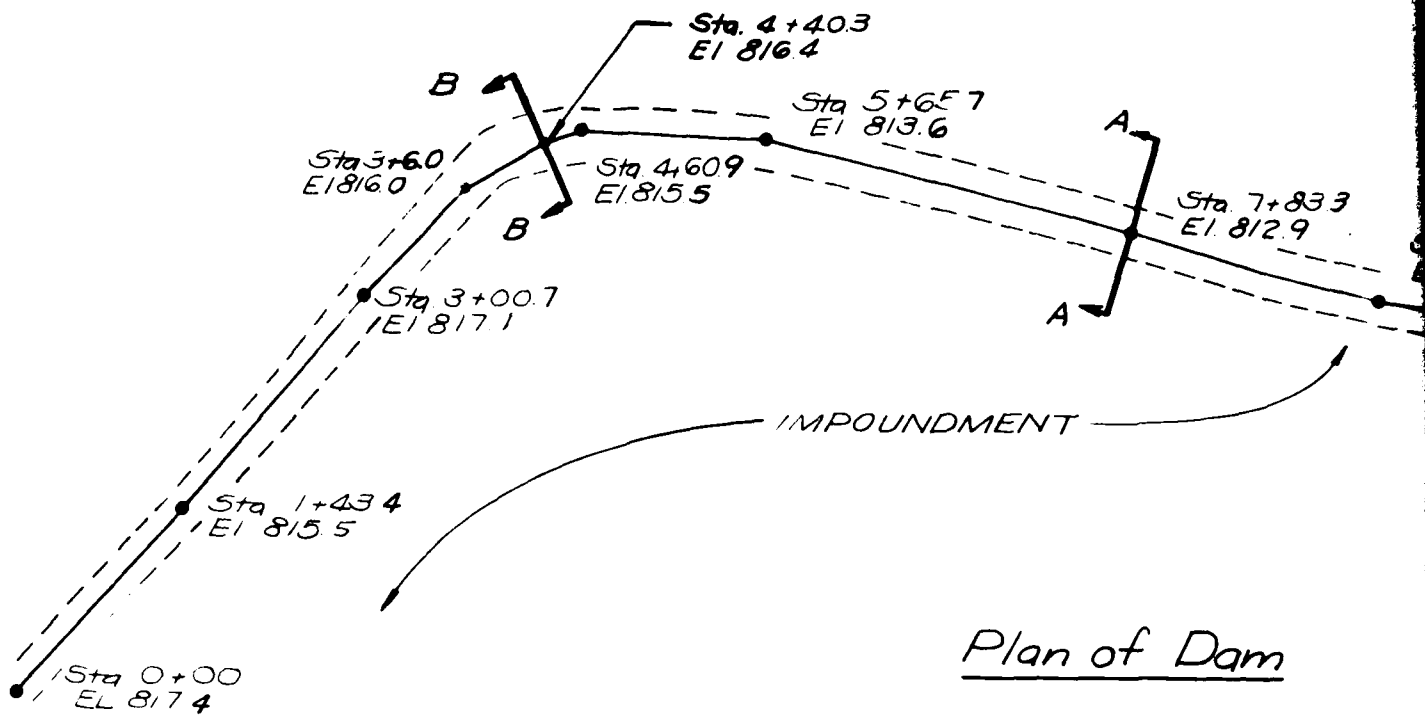 Sta. 4+40.3
El 816.4
B
Sta 5+65 7
El 813.6
A
Sta 3+6.0
El 816.0
Sta. 4+60.9
El. 815.5
B
Sta. 7+83.3
El. 812.9
Sta 3+00.7
El 817.1
A
IMPOUNDMENT
Sta 1+43 4
El 815.5
Plan of Dam
Sta 0+00
EL 817 4